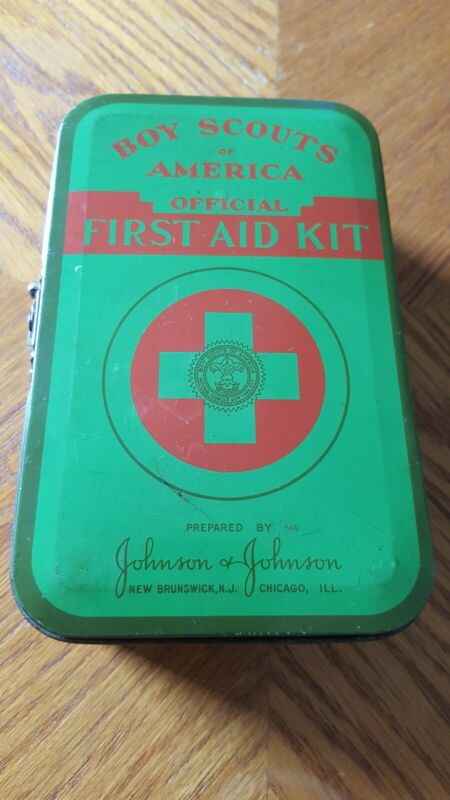 BOY SCOUTS
OF
AMERICA
OFFICIAL
FIRST AID KIT
PREPARED BY
Johnson & Johnson
NEW BRUNSWICK, N.J. CHICAGO, ILL.